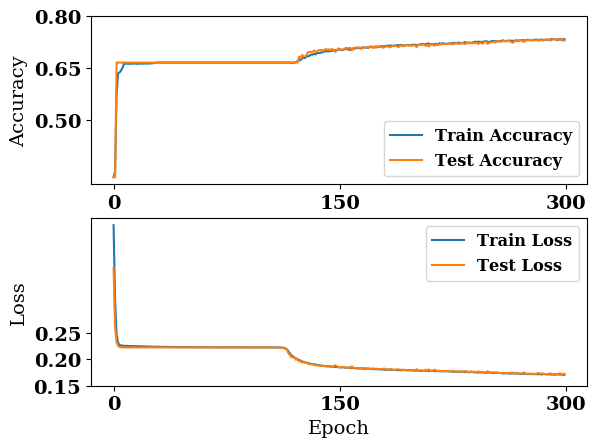 0.80
0.65
0.50
Accuracy
Train Accuracy
Test Accuracy
0 150 300
Train Loss
Test Loss
0.25
0.20
0.15
Loss
0 150 300
Epoch